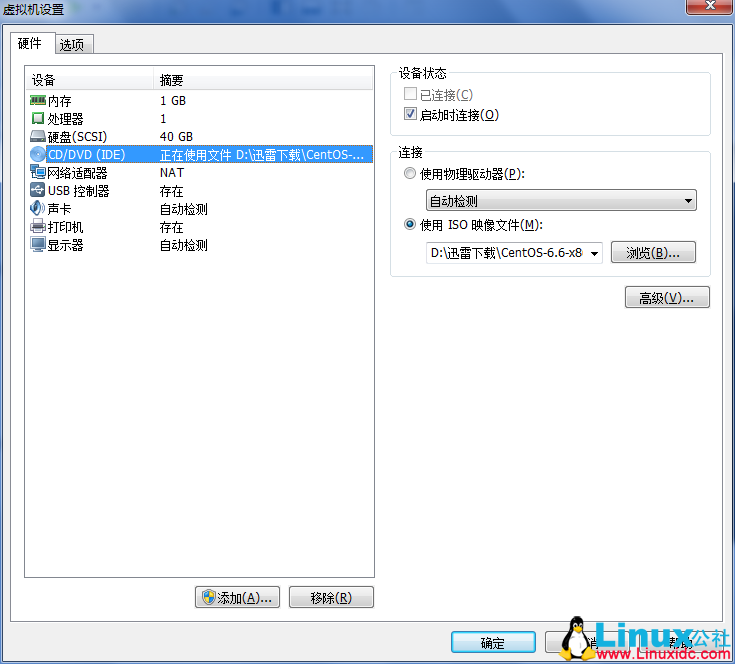 虚拟机设置
硬件 选项
设备 摘要
内存 1 GB
处理器 1
硬盘(SCSI) 40 GB
CD/DVD (IDE) 正在使用文件 D:\迅雷下载\CentOS-...
网络适配器 NAT
USB 控制器 存在
声卡 自动检测
打印机 存在
显示器 自动检测
添加(A)... 移除(R)
设备状态
已连接(C)
启动时连接(O)
连接
使用物理驱动器(P):
自动检测
使用 ISO 映像文件(M):
D:\迅雷下载\CentOS-6.6-x8 浏览(B)...
高级(V)...
确定 消 帮助
Linux公社
www.Linuxidc.com